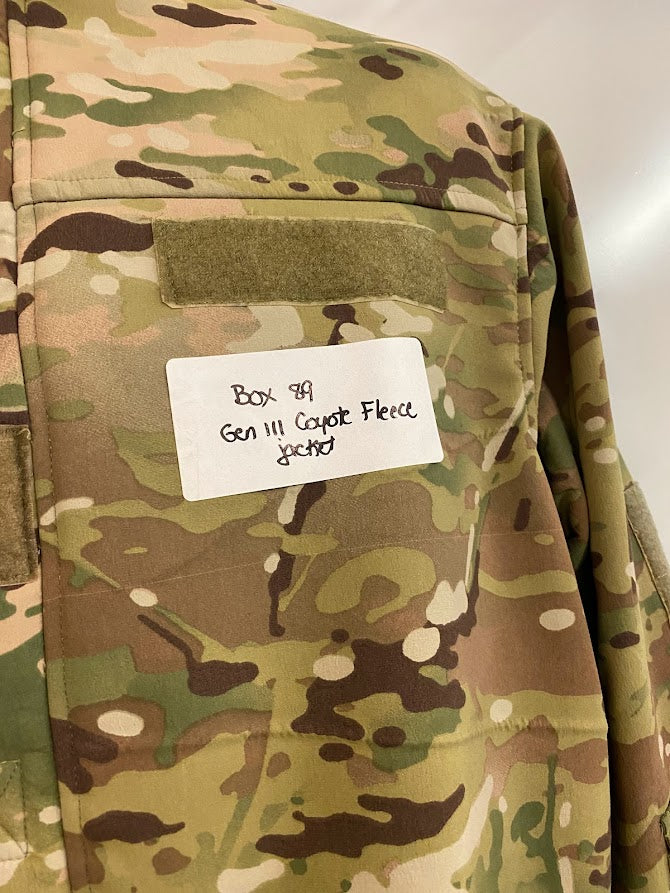 Box 89
Gen III Coyote Fleece
jacket